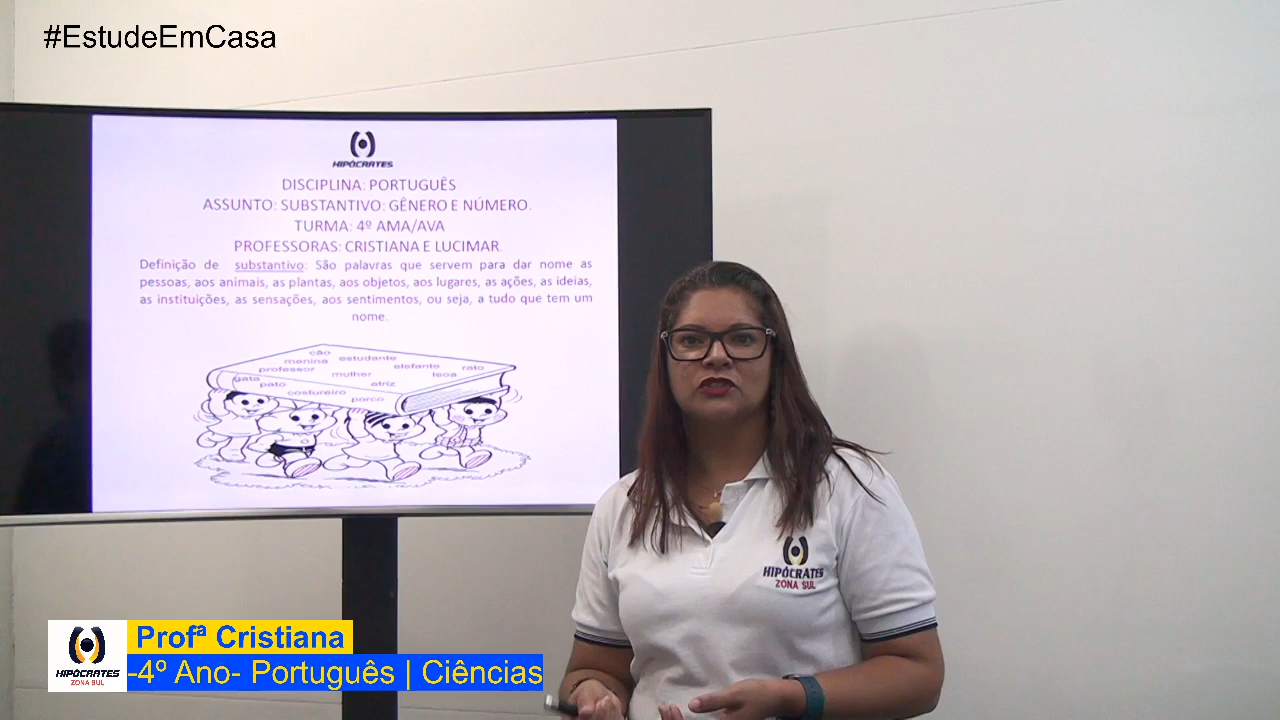 #EstudeEmCasa
HIPÓCRATES
DISCIPLINA: PORTUGUÊS
ASSUNTO: SUBSTANTIVO: GÊNERO E NÚMERO.
TURMA: 4º AMA/AVA
PROFESSORAS: CRISTIANA E LUCIMAR.
Definição de substantivo: São palavras que servem para dar nome as
pessoas, aos animais, as plantas, aos objetos, aos lugares, as ações, as ideias,
as instituições, as sensações, aos sentimentos, ou seja, a tudo que tem um
nome.
cão
menina estudante
professor mulher elefante rato
gata pato atriz foca
costureiro porco
HIPÓCRATES
ZONA SUL
Profª Cristiana
-4º Ano- Português | Ciências
HIPÓCRATES
ZONA SUL